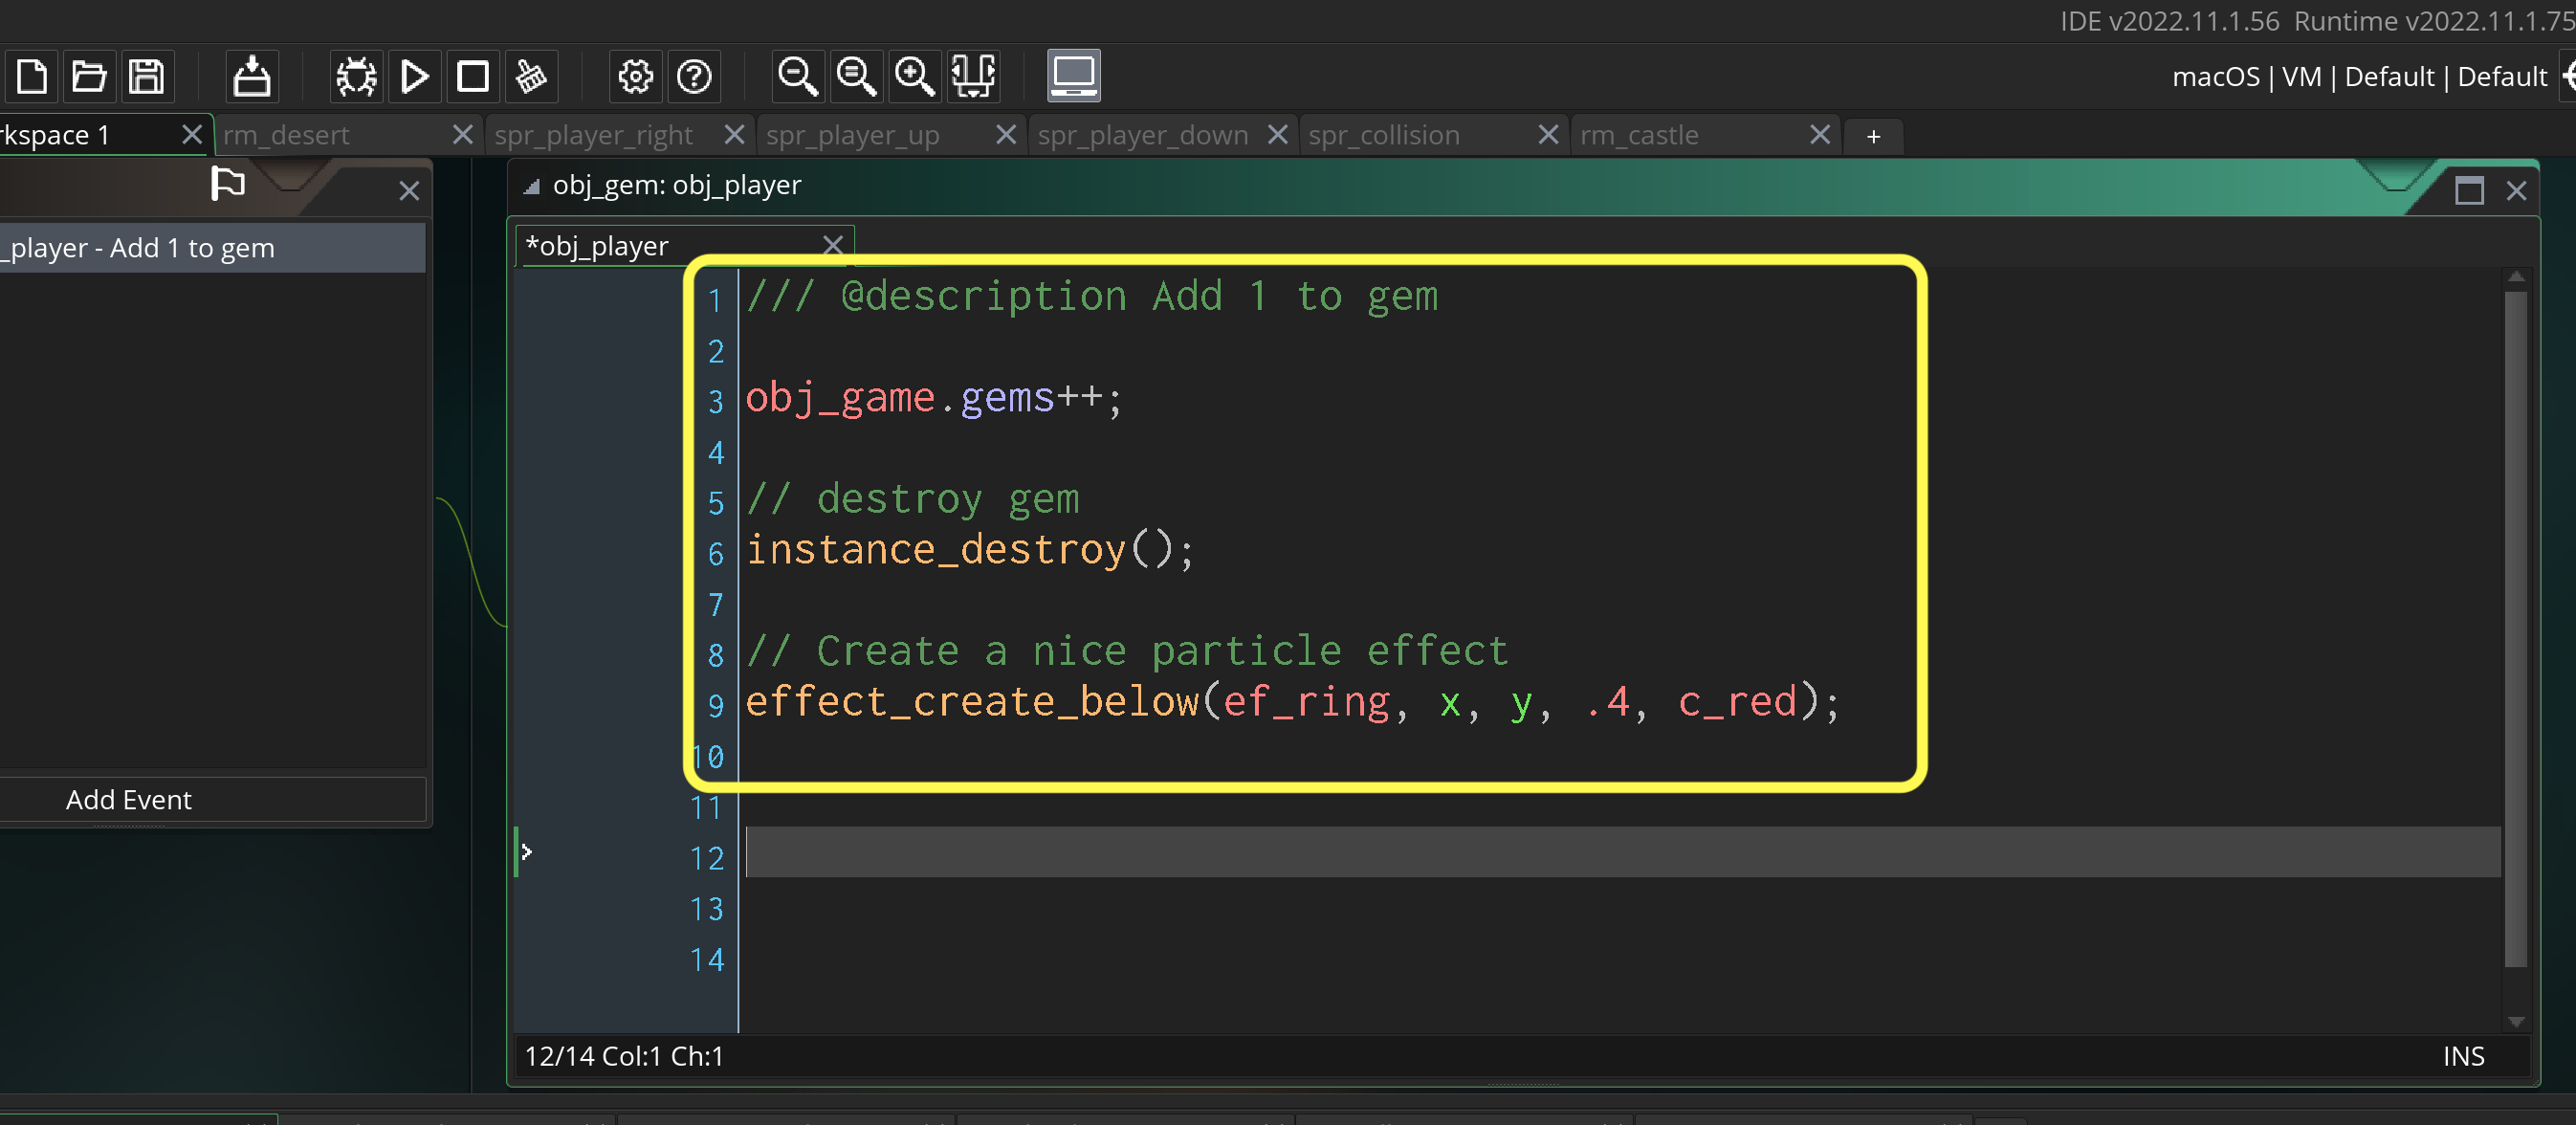 IDE v2022.11.1.56 Runtime v2022.11.1.75
macOS | VM | Default | Default
rkspace 1
rm_desert
spr_player_right
spr_player_up
spr_player_down
spr_collision
rm_castle
+
obj_gem: obj_player
_player - Add 1 to gem
*obj_player
1 /// @description Add 1 to gem
2
3 obj_game.gems++;
4
5 // destroy gem
6 instance_destroy();
7
8 // Create a nice particle effect
9 effect_create_below(ef_ring, x, y, .4, c_red);
10
11
12
13
14
Add Event
12/14 Col:1 Ch:1
INS